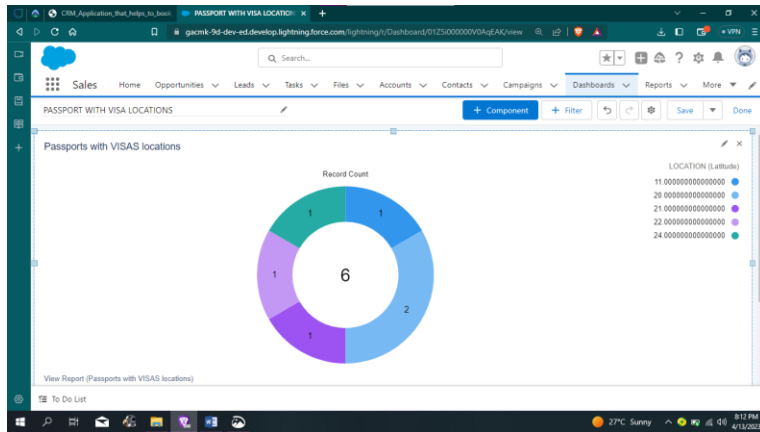 CRM_Application_that_helps_to_book
PASSPORT WITH VISA LOCATION
gacmk-9d-dev-ed.develop.lightning.force.com/lightning/r/Dashboard/01Z5i000000V0AqEAK/view
VPN
Search...
Sales Home Opportunities Leads Tasks Files Accounts Contacts Campaigns Dashboards Reports More
PASSPORT WITH VISA LOCATIONS
+ Component + Filter Save Done
Passports with VISAS locations
Record Count
LOCATION (Latitude)
11.000000000000000
20.000000000000000
21.000000000000000
22.000000000000000
24.000000000000000
1 1
1 6
2
1
View Report (Passports with VISAS locations)
To Do List
27°C Sunny
8:12 PM
4/13/2023